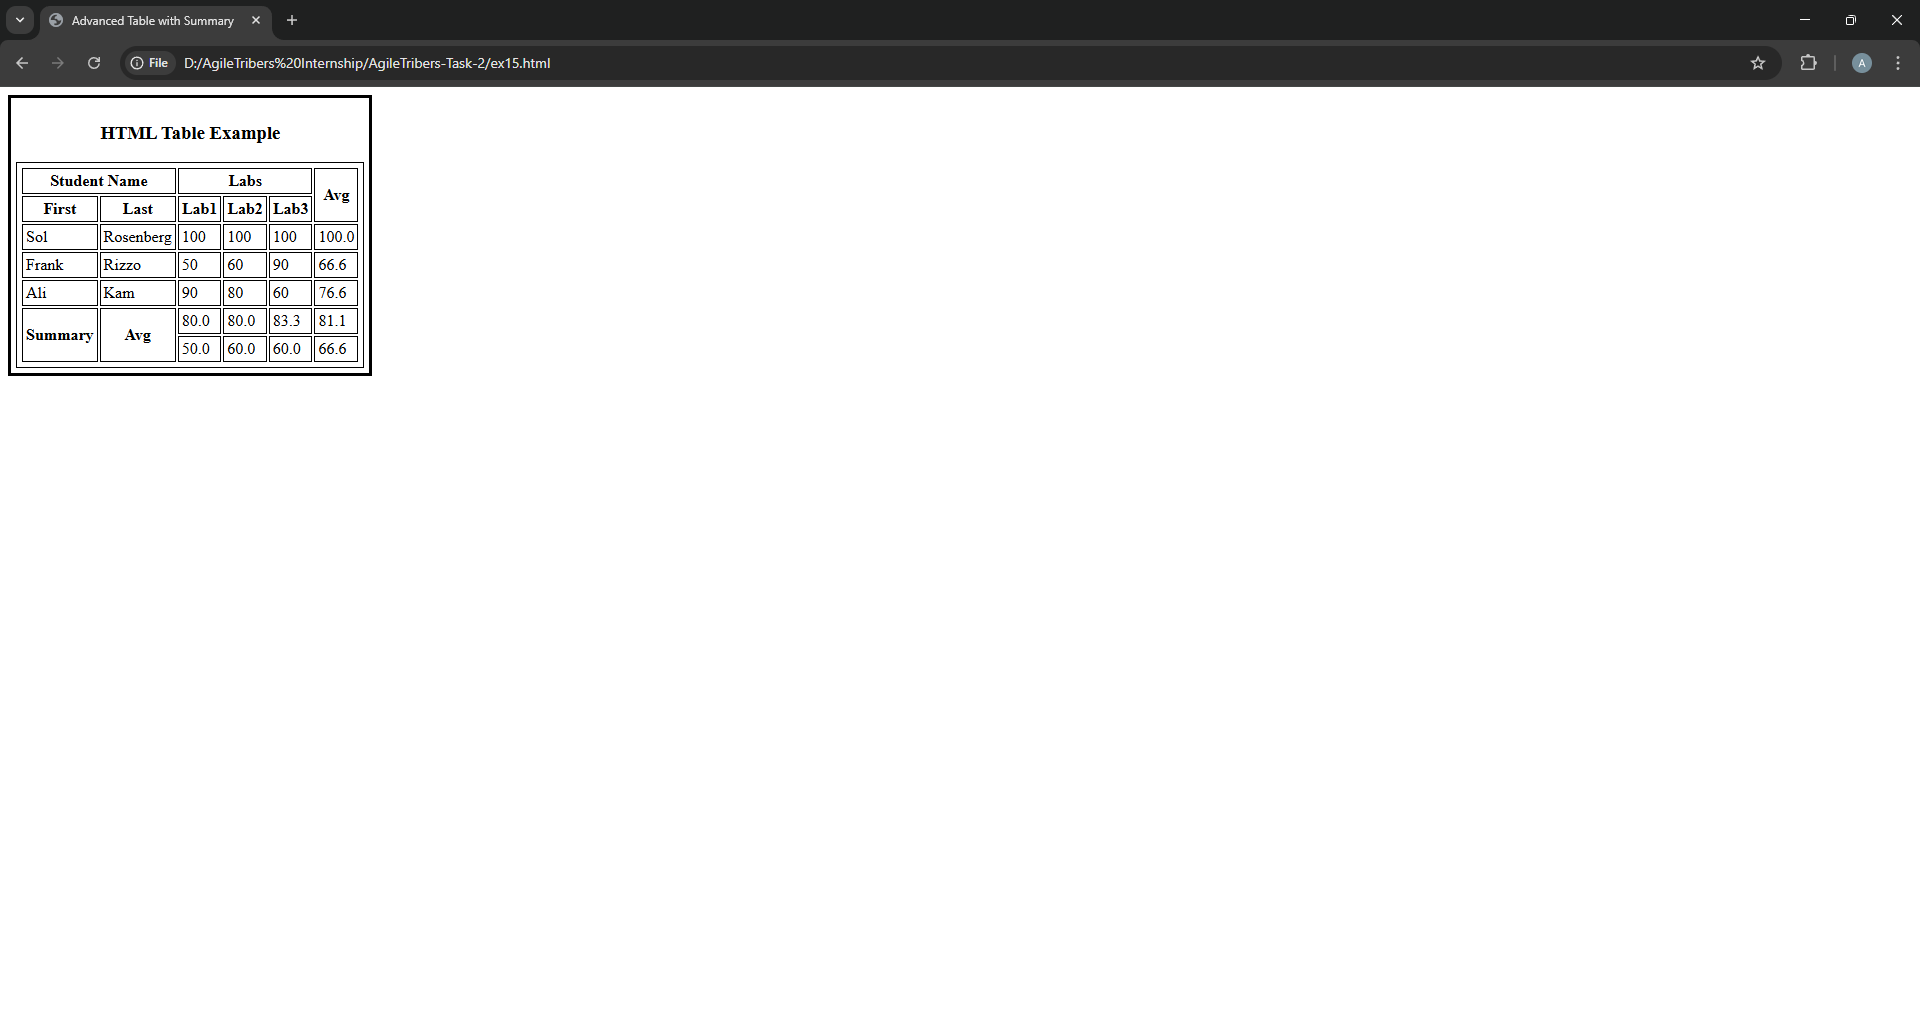 Advanced Table with Summary
File D:/AgileTribers%20Internship/AgileTribers-Task-2/ex15.html
A
HTML Table Example
Student Name Labs Avg
First Last Lab1 Lab2 Lab3
Sol Rosenberg 100 100 100 100.0
Frank Rizzo 50 60 90 66.6
Ali Kam 90 80 60 76.6
Summary Avg 80.0 80.0 83.3 81.1
50.0 60.0 60.0 66.6